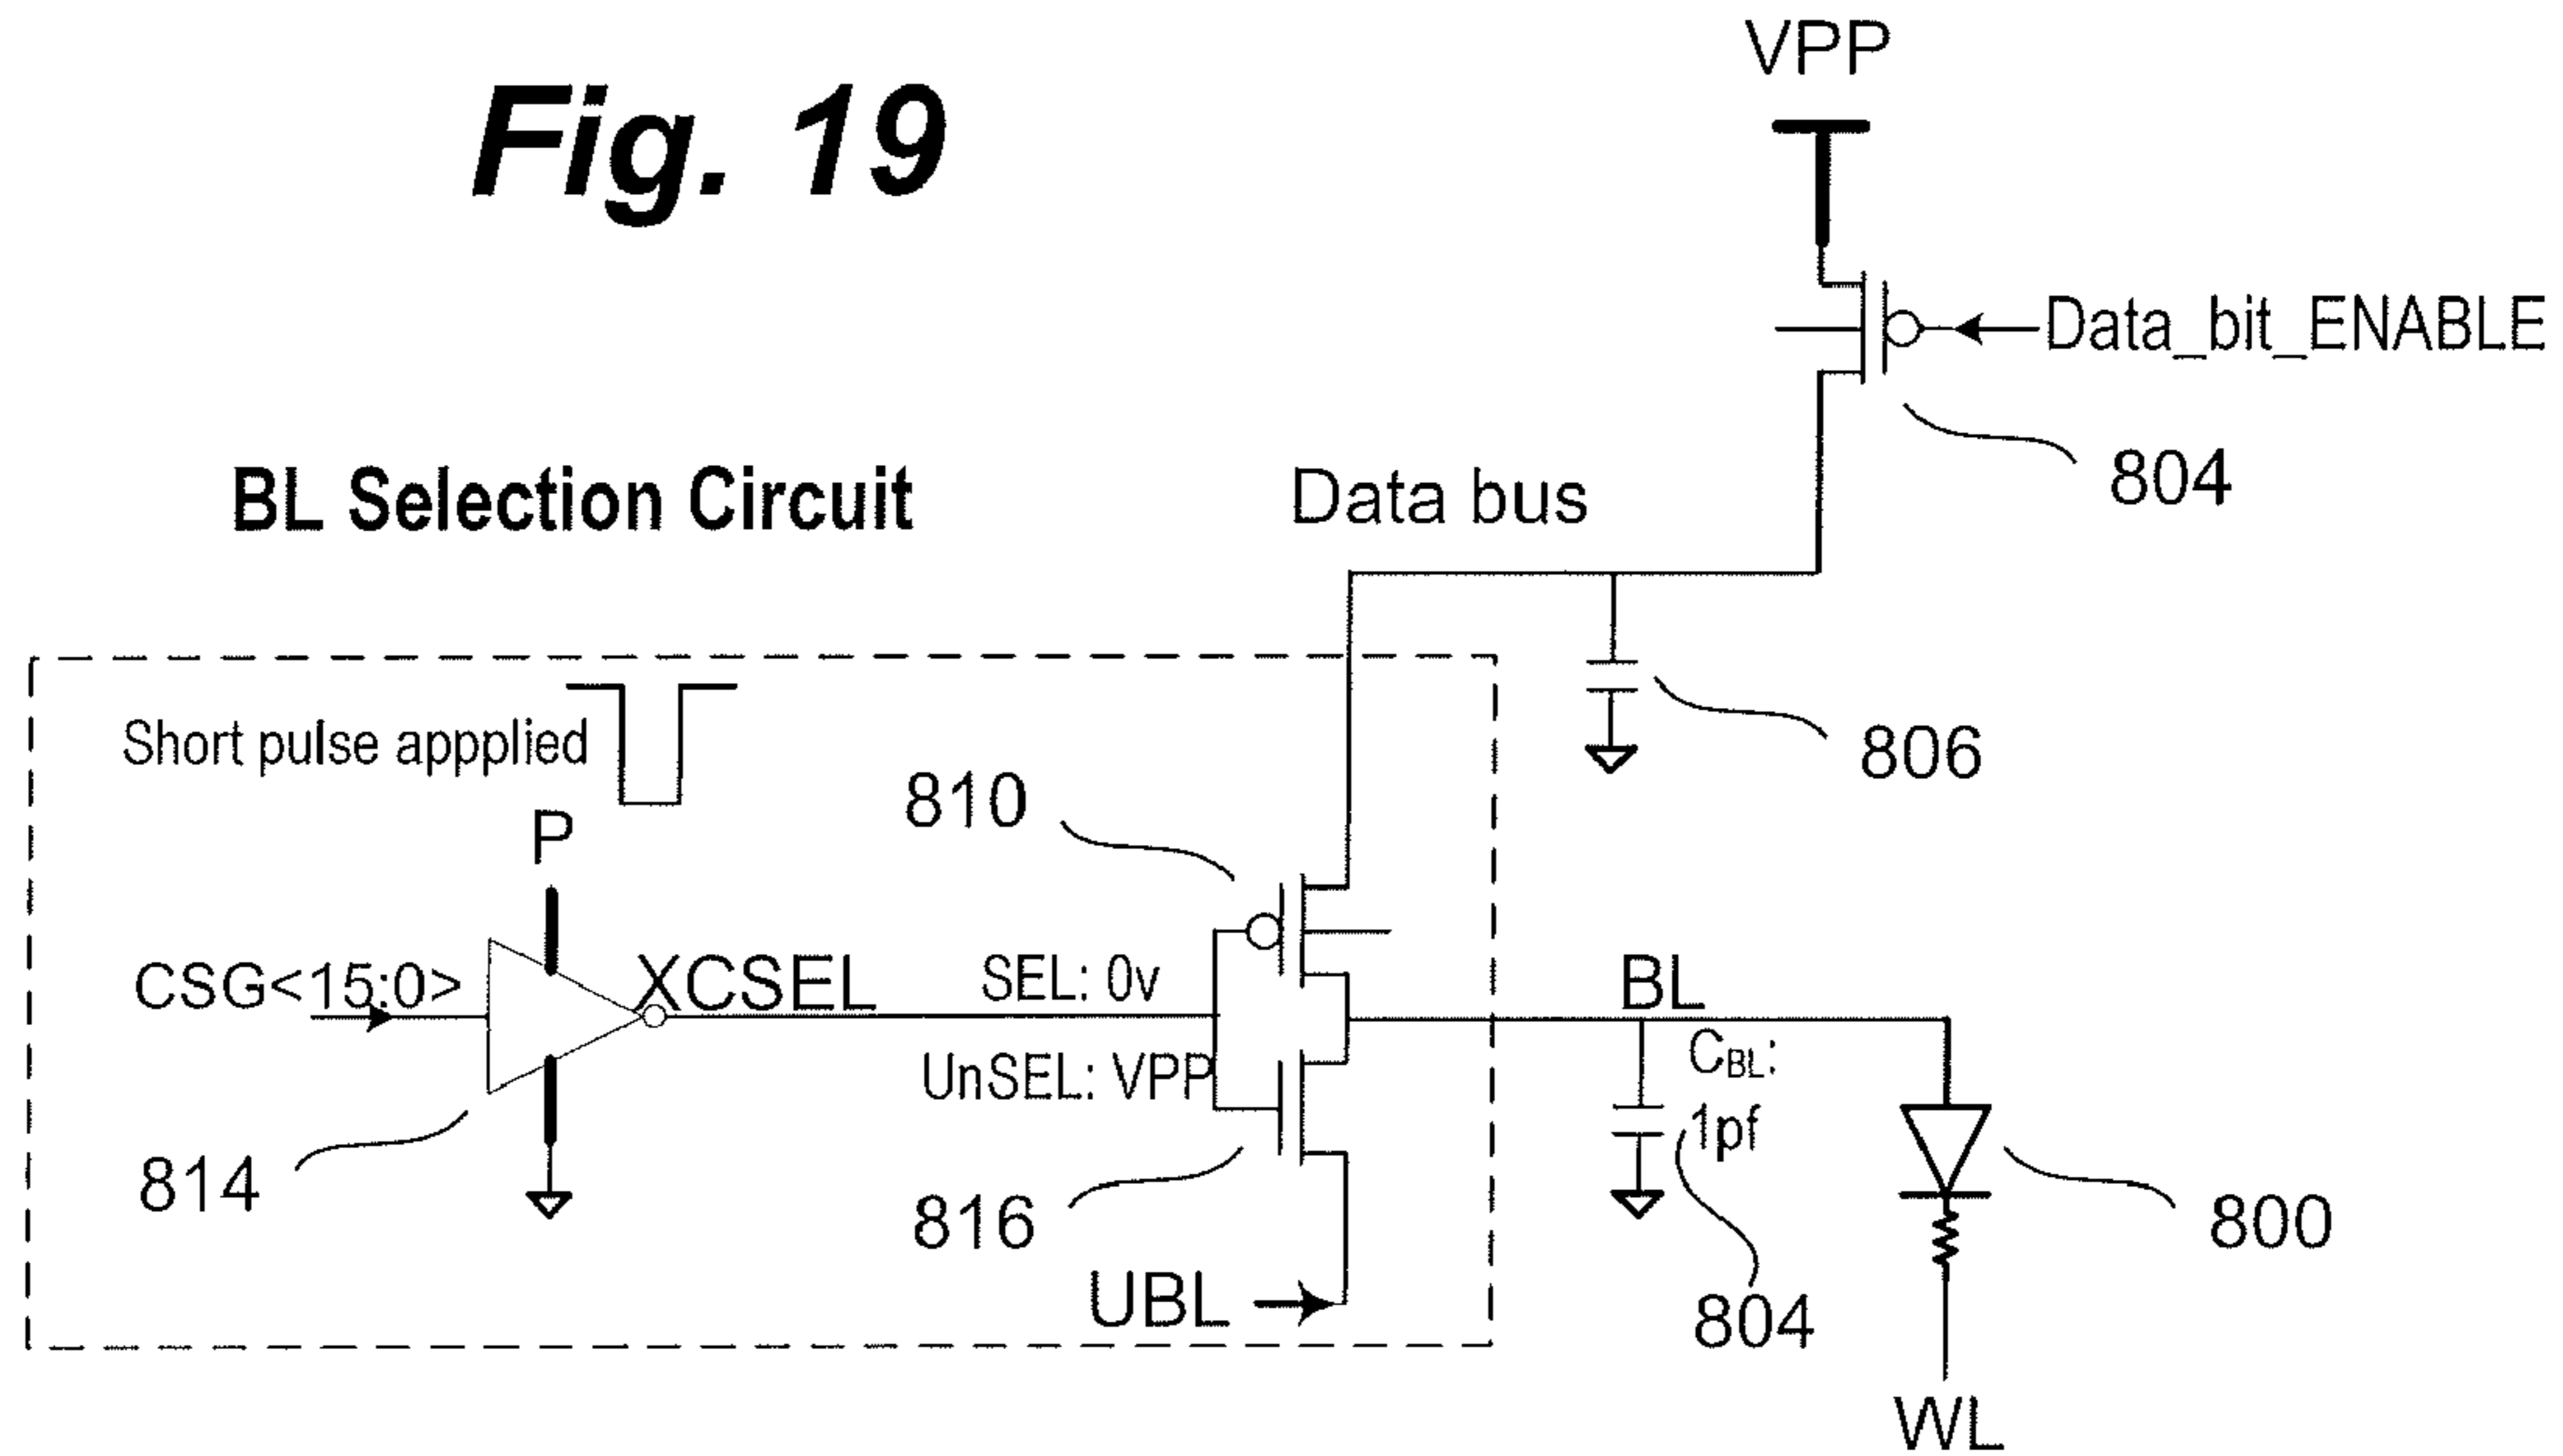 VPP
Fig. 19
Data_bit_ENABLE
804
BL Selection Circuit
Data bus
Short pulse appplied
806
810
P
CSG<15:0>
XCSEL
SEL: 0v
BL
CBL:
UnSEL: VPP
1pf
814
816
800
UBL
804
WL